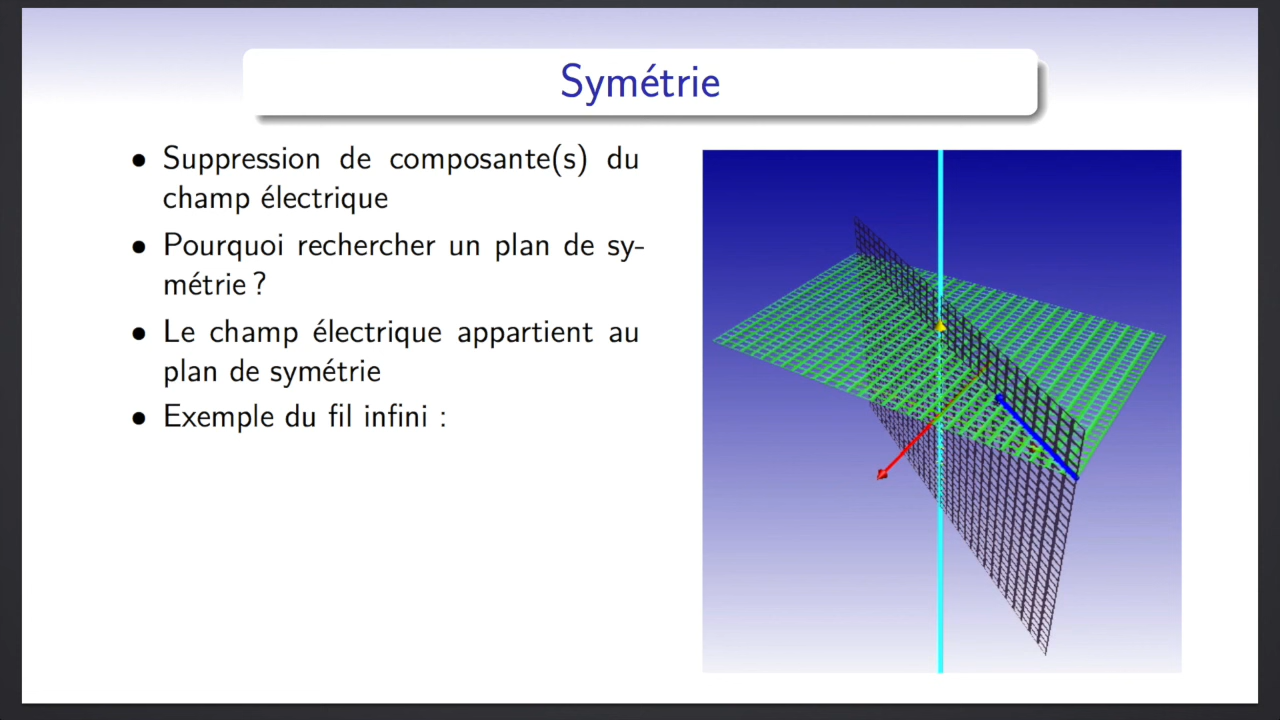 Symétrie
• Suppression de composante(s) du
champ électrique
• Pourquoi rechercher un plan de sy-
métrie ?
• Le champ électrique appartient au
plan de symétrie
• Exemple du fil infini :